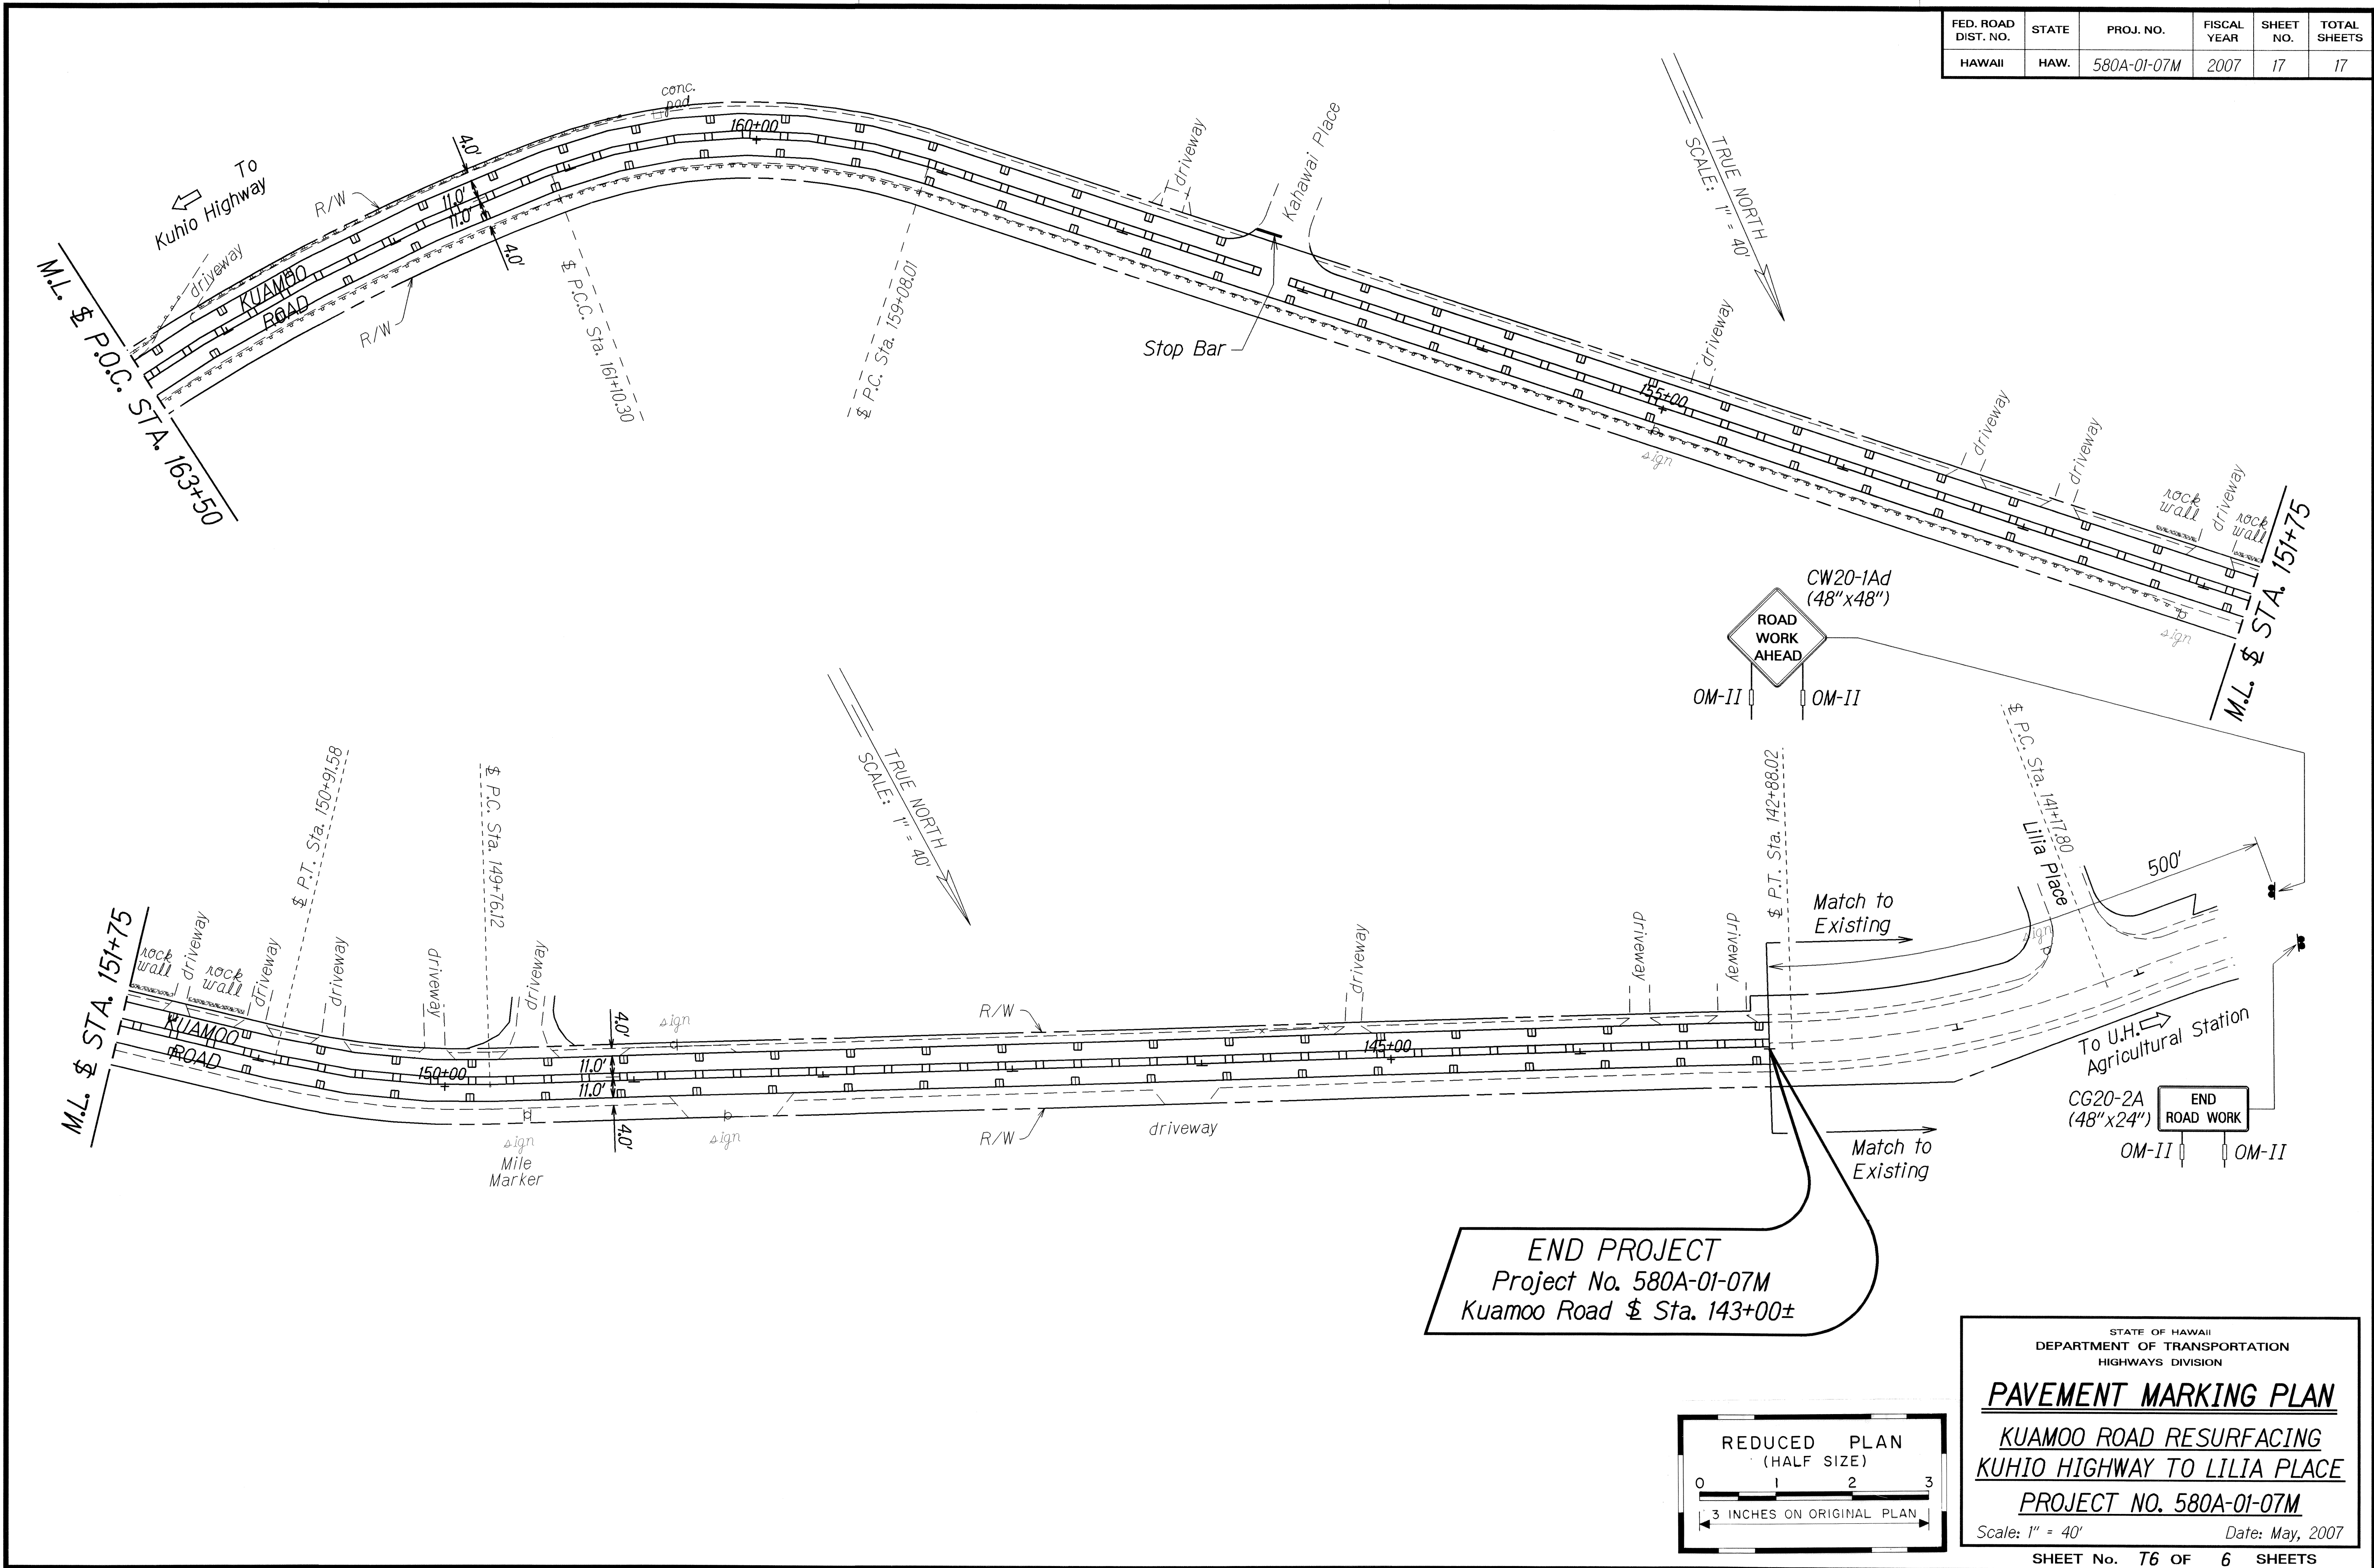 FED. ROAD DIST. NO.
STATE
PROJ. NO.
FISCAL YEAR
SHEET NO.
TOTAL SHEETS
HAWAII
HAW.
580A-01-07M
2007
17
17
conc.
pad
160+00
4.0'
11.0'
11.0'
4.0'
To
Kuhio Highway
R/W
driveway
KUAMOO
ROAD
R/W
M.L. ℄ P.O.C. STA. 163+50
℄ P.C.C. Sta. 161+10.30
℄ P.C. Sta. 159+08.01
driveway
Kahawai Place
Stop Bar
TRUE NORTH
SCALE: 1" = 40'
driveway
155+00
sign
driveway
driveway
rock
wall
driveway
rock
wall
sign
M.L. ℄ STA. 151+75
CW20-1Ad
(48"x48")
ROAD
WORK
AHEAD
OM-II
OM-II
TRUE NORTH
SCALE: 1" = 40'
M.L. ℄ STA. 151+75
rock
wall
driveway
rock
wall
driveway
℄ P.T. Sta. 150+91.58
driveway
driveway
℄ P.C. Sta. 149+76.12
driveway
KUAMOO
ROAD
150+00
4.0'
11.0'
11.0'
4.0'
sign
sign
Mile
Marker
sign
R/W
R/W
driveway
driveway
145+00
driveway
driveway
℄ P.T. Sta. 142+88.02
Match to
Existing
Match to
Existing
℄ P.C. Sta. 141+17.80
Lilia Place
500'
sign
To U.H.
Agricultural Station
CG20-2A
(48"x24")
END
ROAD WORK
OM-II
OM-II
END PROJECT
Project No. 580A-01-07M
Kuamoo Road ℄ Sta. 143+00±
REDUCED PLAN
(HALF SIZE)
0 1 2 3
3 INCHES ON ORIGINAL PLAN
STATE OF HAWAII
DEPARTMENT OF TRANSPORTATION
HIGHWAYS DIVISION
PAVEMENT MARKING PLAN
KUAMOO ROAD RESURFACING
KUHIO HIGHWAY TO LILIA PLACE
PROJECT NO. 580A-01-07M
Scale: 1" = 40' Date: May, 2007
SHEET No. T6 OF 6 SHEETS